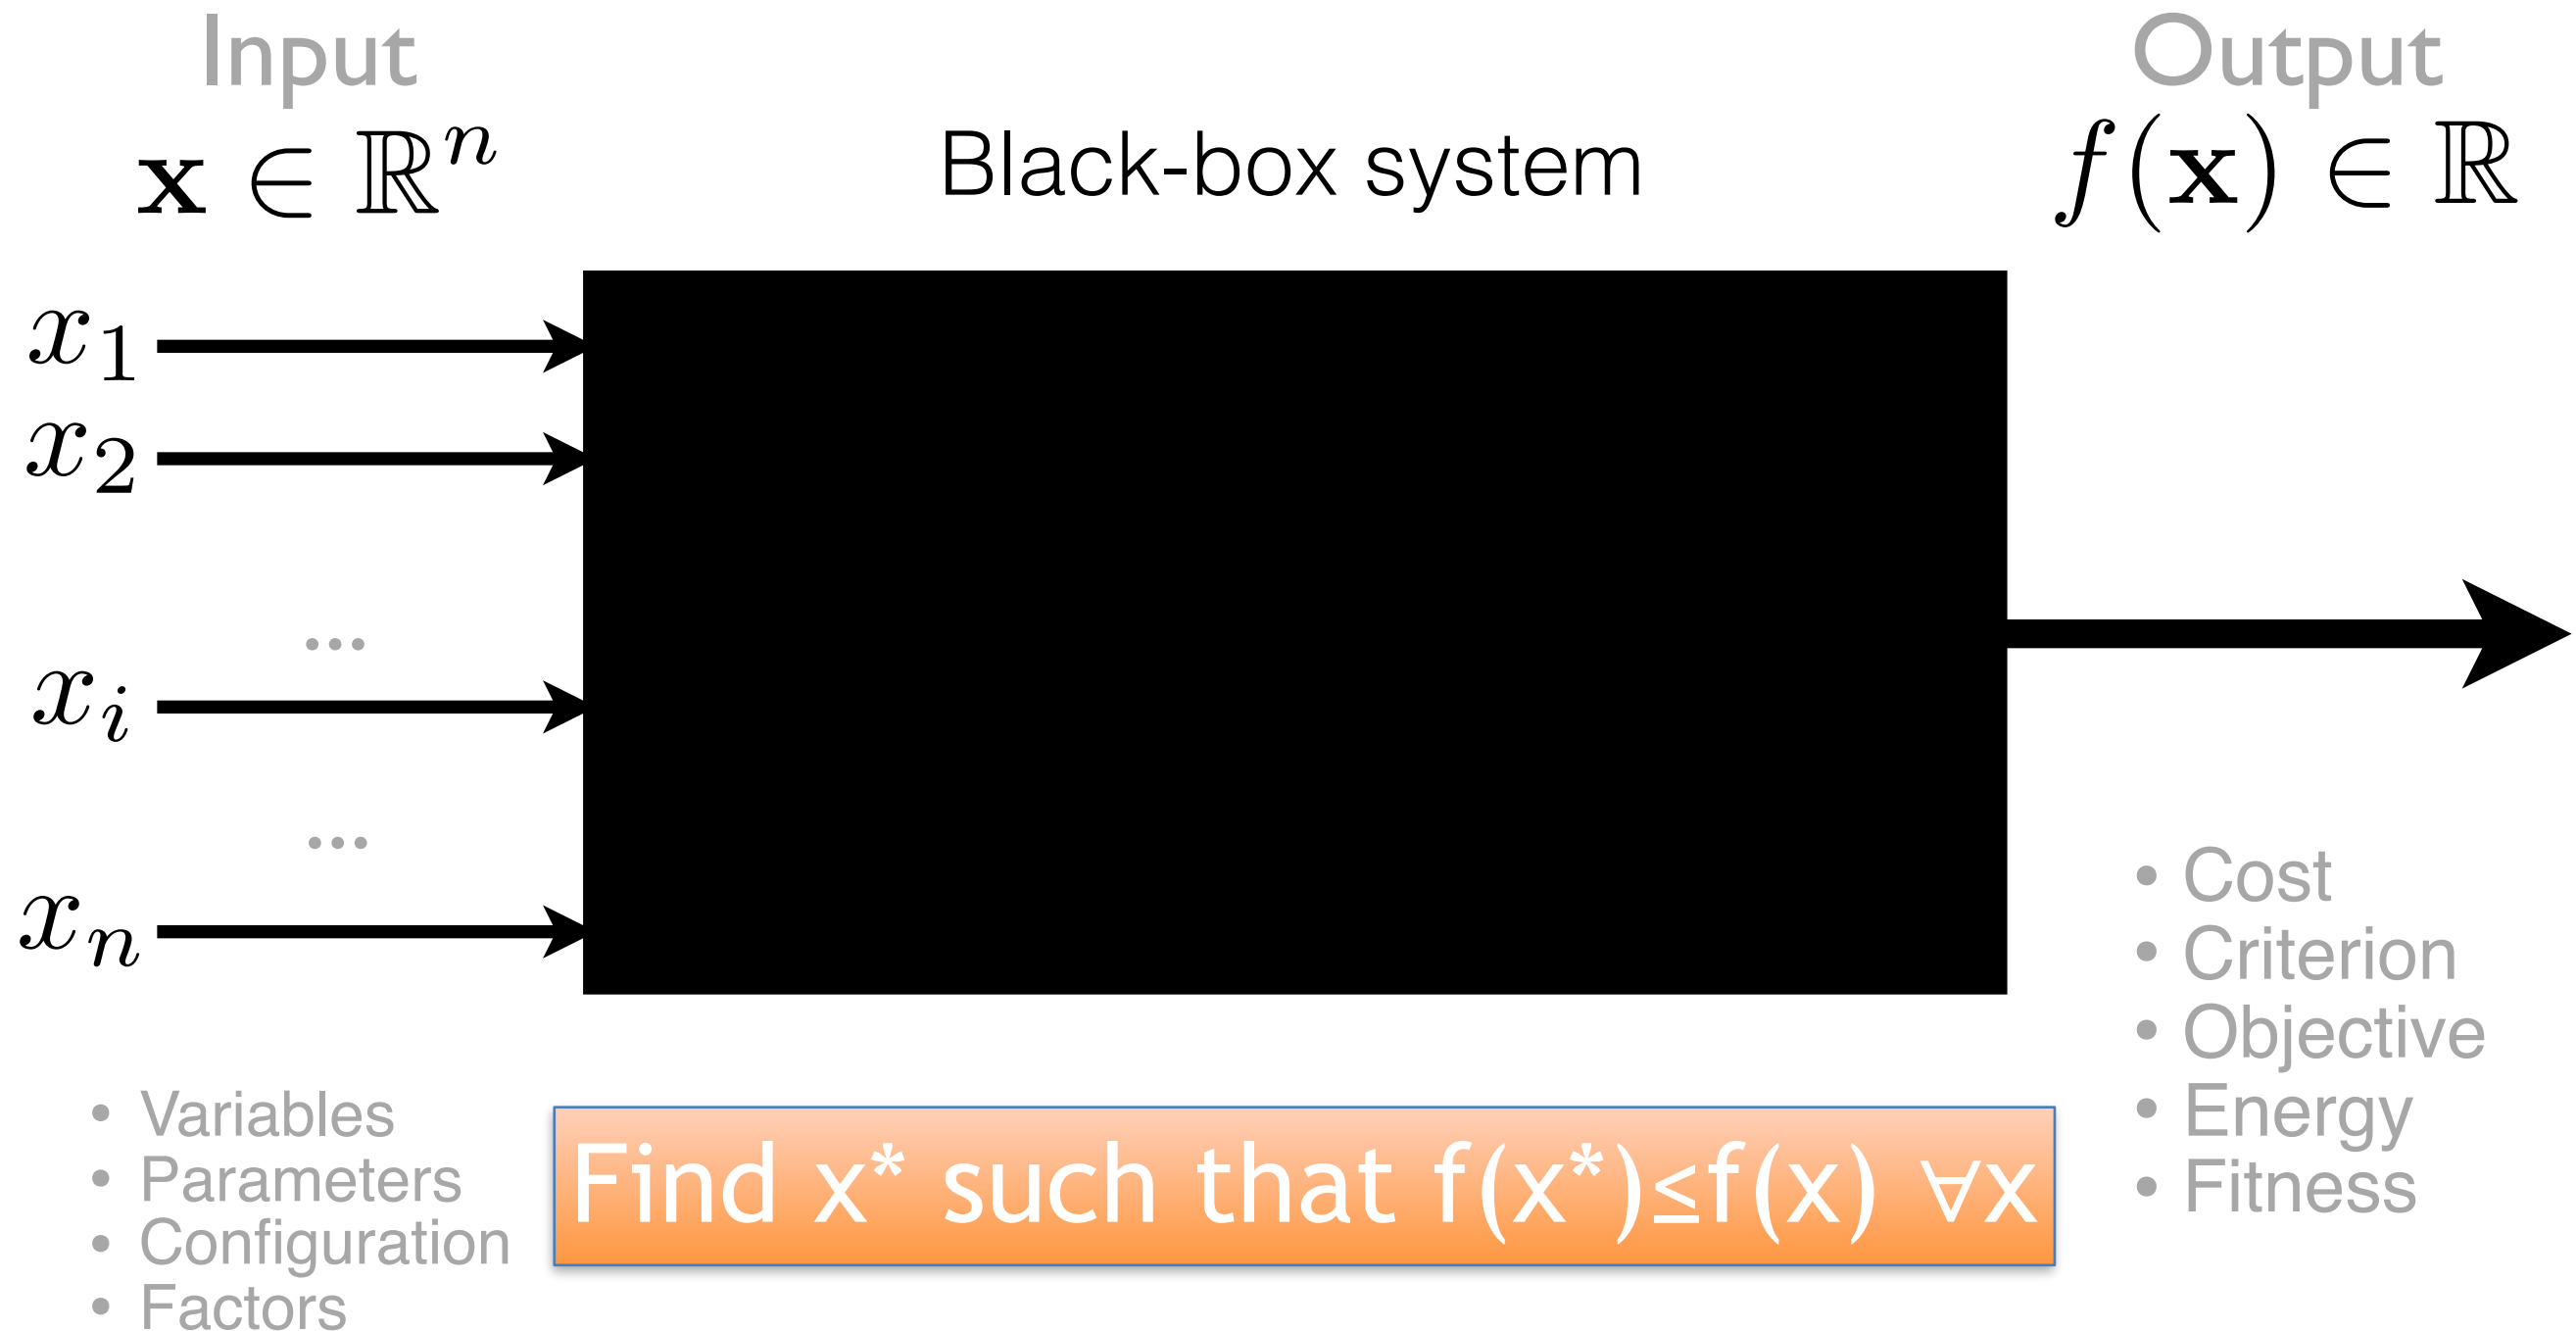 Input
x ∈ ℝⁿ
Black-box system
Output
f(x) ∈ ℝ
x₁
x₂
...
xᵢ
...
xₙ
• Variables
• Parameters
• Configuration
• Factors
Find x* such that f(x*)≤f(x) ∀x
• Cost
• Criterion
• Objective
• Energy
• Fitness